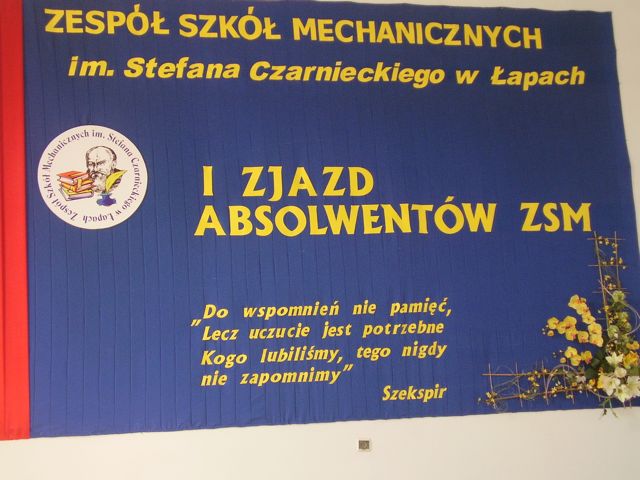 ZESPÓŁ SZKÓŁ MECHANICZNYCH
im. Stefana Czarnieckiego w Łapach
Zespół Szkół Mechanicznych im. Stefana Czarnieckiego w Łapach
I ZJAZD
ABSOLWENTÓW ZSM
„Do wspomnień nie pamięć,
Lecz uczucie jest potrzebne
Kogo lubiliśmy, tego nigdy
nie zapomnimy”
Szekspir